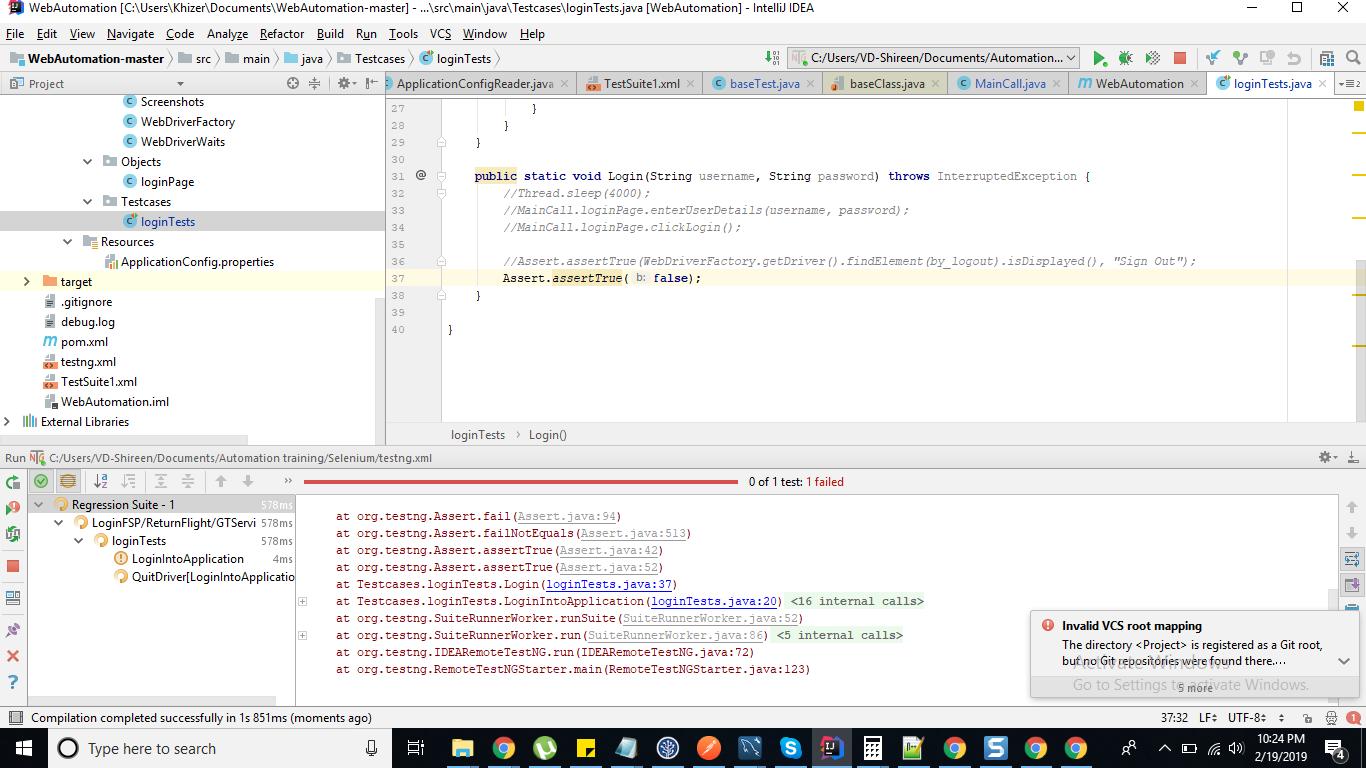 WebAutomation [C:\Users\Khizer\Documents\WebAutomation-master] - ...\src\main\java\Testcases\loginTests.java [WebAutomation] - IntelliJ IDEA
File Edit View Navigate Code Analyze Refactor Build Run Tools VCS Window Help
WebAutomation-master src main java Testcases loginTests C:/Users/VD-Shireen/Documents/Automation...
Project
ApplicationConfigReader.java TestSuite1.xml baseTest.java baseClass.java MainCall.java WebAutomation loginTests.java
Screenshots
WebDriverFactory
WebDriverWaits
Objects
loginPage
Testcases
loginTests
Resources
ApplicationConfig.properties
target
.gitignore
debug.log
pom.xml
testng.xml
TestSuite1.xml
WebAutomation.iml
External Libraries
27 }
28 }
29 }
30
31 @ public static void Login(String username, String password) throws InterruptedException {
32 //Thread.sleep(4000);
33 //MainCall.loginPage.enterUserDetails(username, password);
34 //MainCall.loginPage.clickLogin();
35
36 //Assert.assertTrue(WebDriverFactory.getDriver().findElement(by_logout).isDisplayed(), "Sign Out");
37 Assert.assertTrue( b: false);
38 }
39
40 }
loginTests › Login()
Run C:/Users/VD-Shireen/Documents/Automation training/Selenium/testng.xml
0 of 1 test: 1 failed
Regression Suite - 1 578ms
LoginFSP/ReturnFlight/GTServi 578ms
loginTests 578ms
LoginIntoApplication 4ms
QuitDriver[LoginIntoApplicatio
at org.testng.Assert.fail(Assert.java:94)
at org.testng.Assert.failNotEquals(Assert.java:513)
at org.testng.Assert.assertTrue(Assert.java:42)
at org.testng.Assert.assertTrue(Assert.java:52)
at Testcases.loginTests.Login(loginTests.java:37)
at Testcases.loginTests.LoginIntoApplication(loginTests.java:20) <16 internal calls>
at org.testng.SuiteRunnerWorker.runSuite(SuiteRunnerWorker.java:52)
at org.testng.SuiteRunnerWorker.run(SuiteRunnerWorker.java:86) <5 internal calls>
at org.testng.IDEARemoteTestNG.run(IDEARemoteTestNG.java:72)
at org.testng.RemoteTestNGStarter.main(RemoteTestNGStarter.java:123)
Invalid VCS root mapping
The directory <Project> is registered as a Git root,
but no Git repositories were found there....
5 more
Activate Windows
Go to Settings to activate Windows.
Compilation completed successfully in 1s 851ms (moments ago)
37:32 LF UTF-8 1
Type here to search
10:24 PM
2/19/2019
4